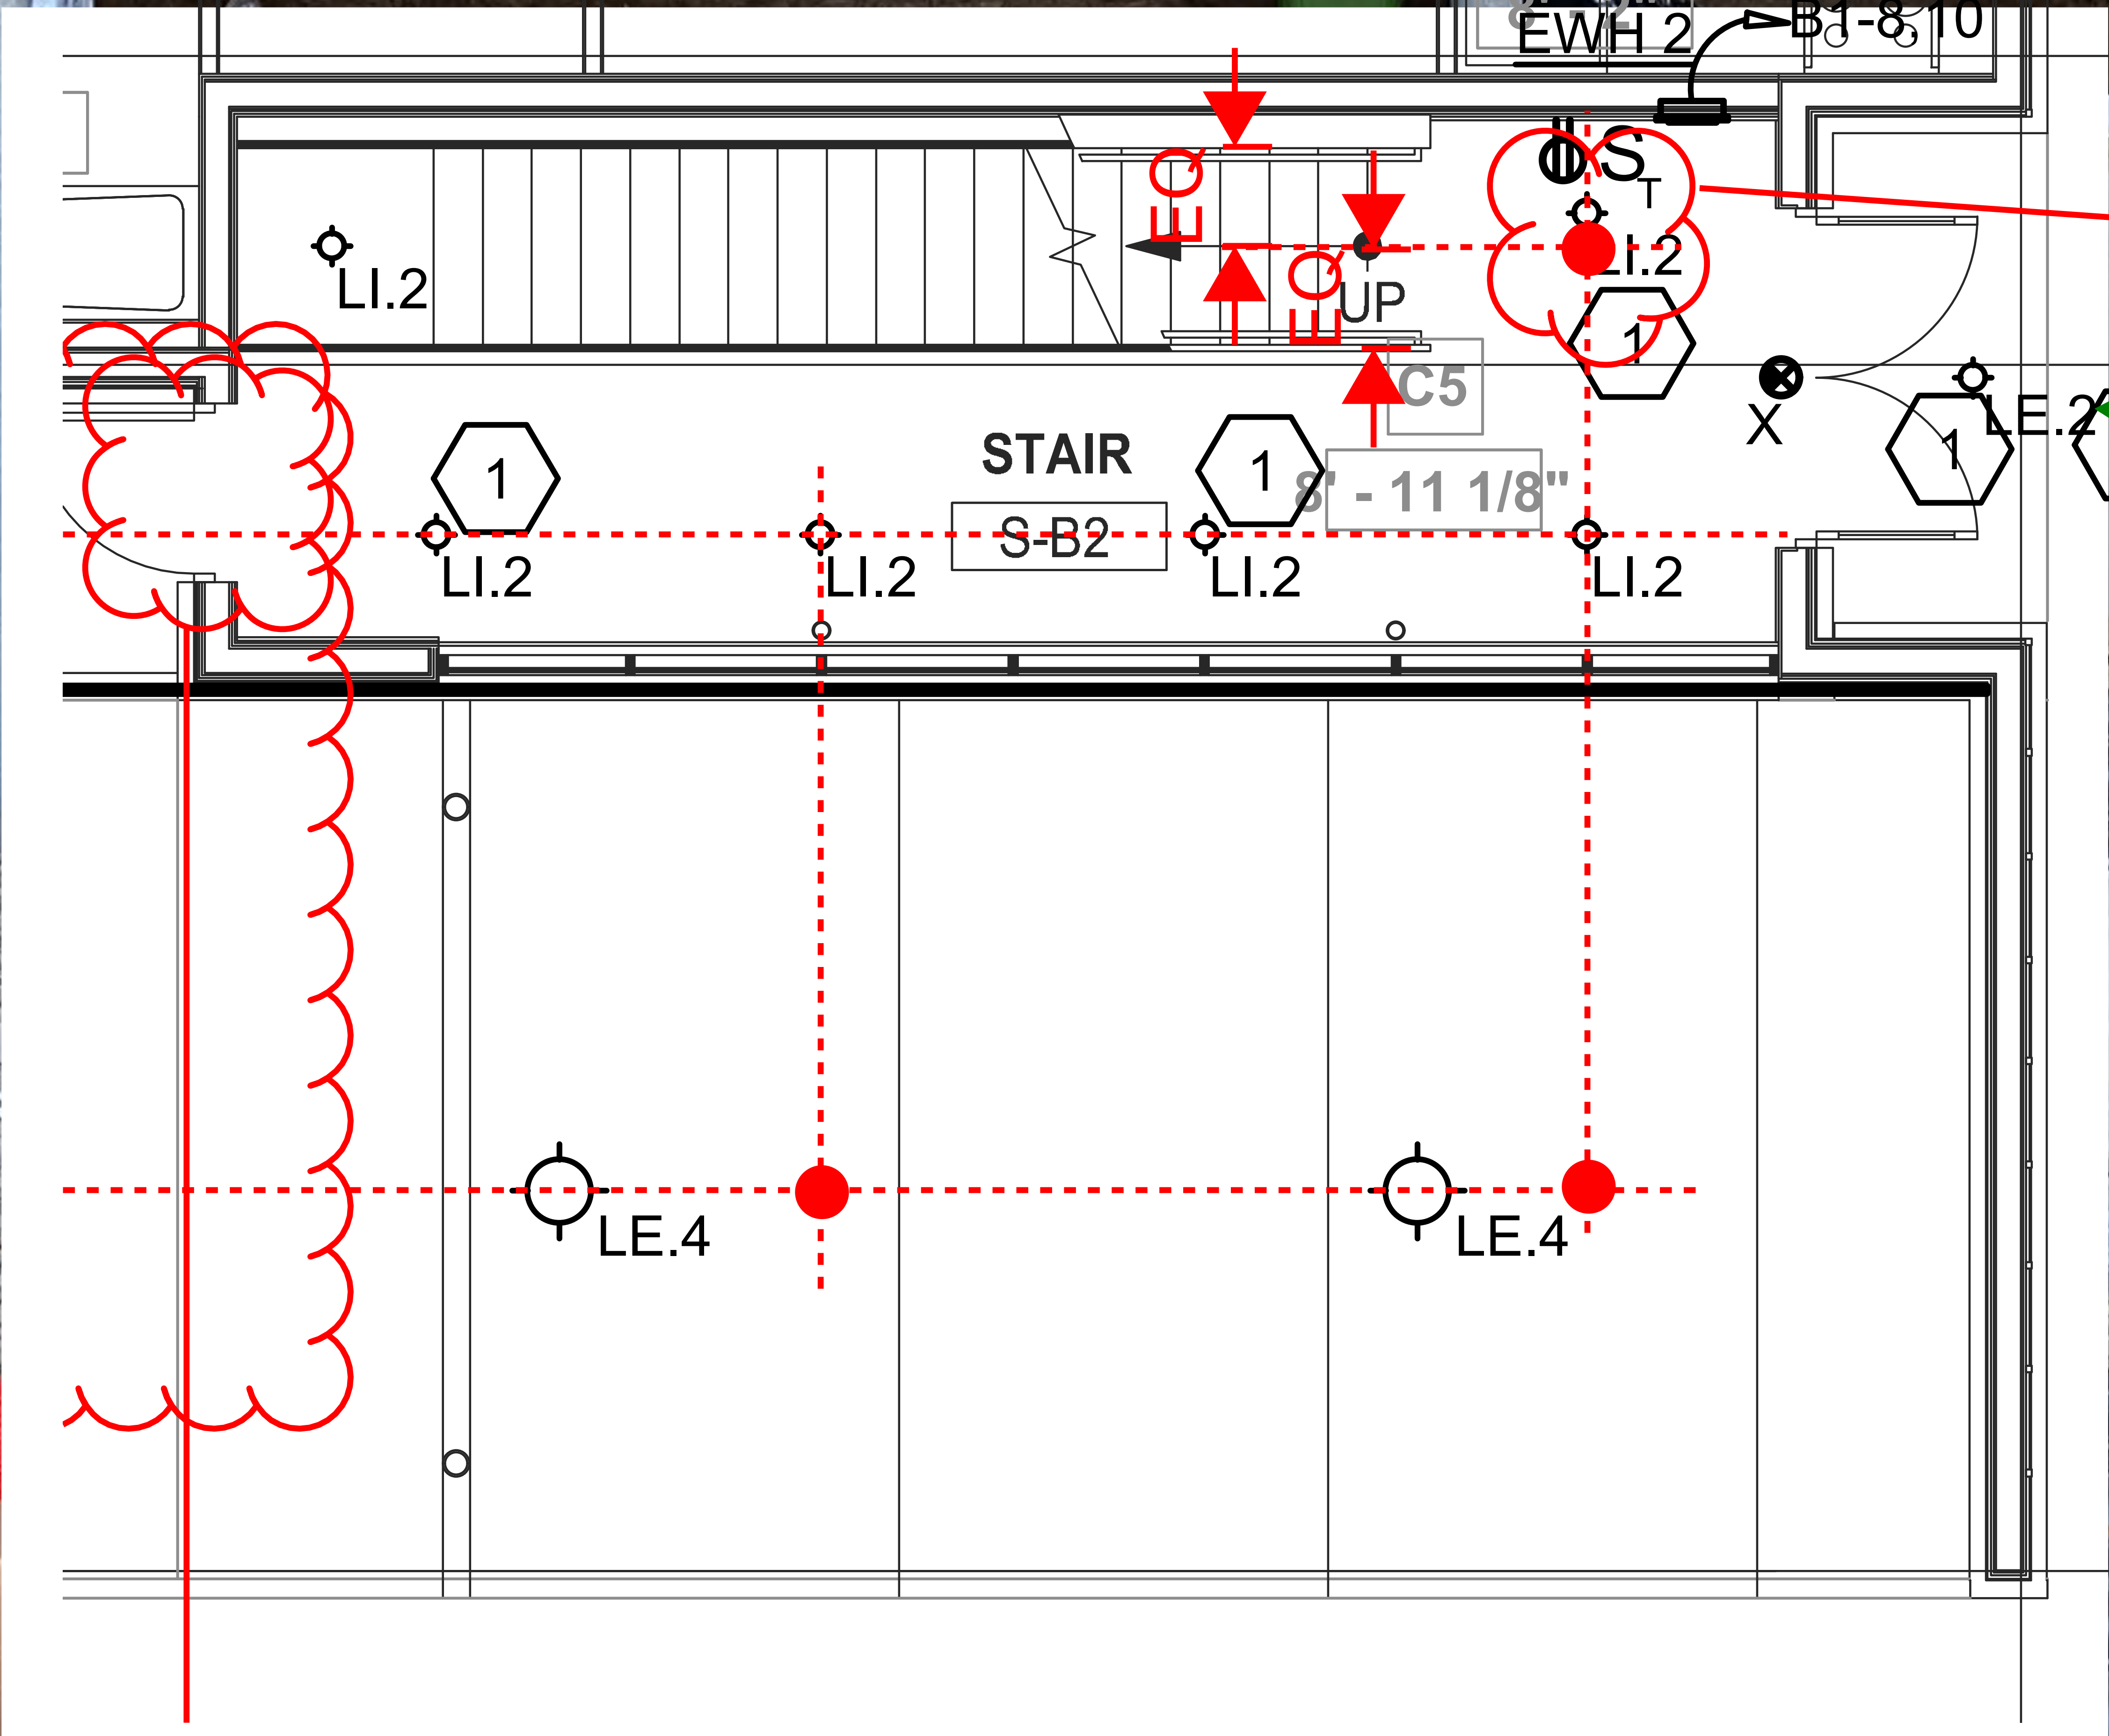 EWH 2
B1-8,10
EQ
S
T
LI.2
LI.2
EQ
UP
1
C5
X
LE.2
1
STAIR
1
1
8' - 11 1/8"
S-B2
LI.2
LI.2
LI.2
LI.2
LE.4
LE.4